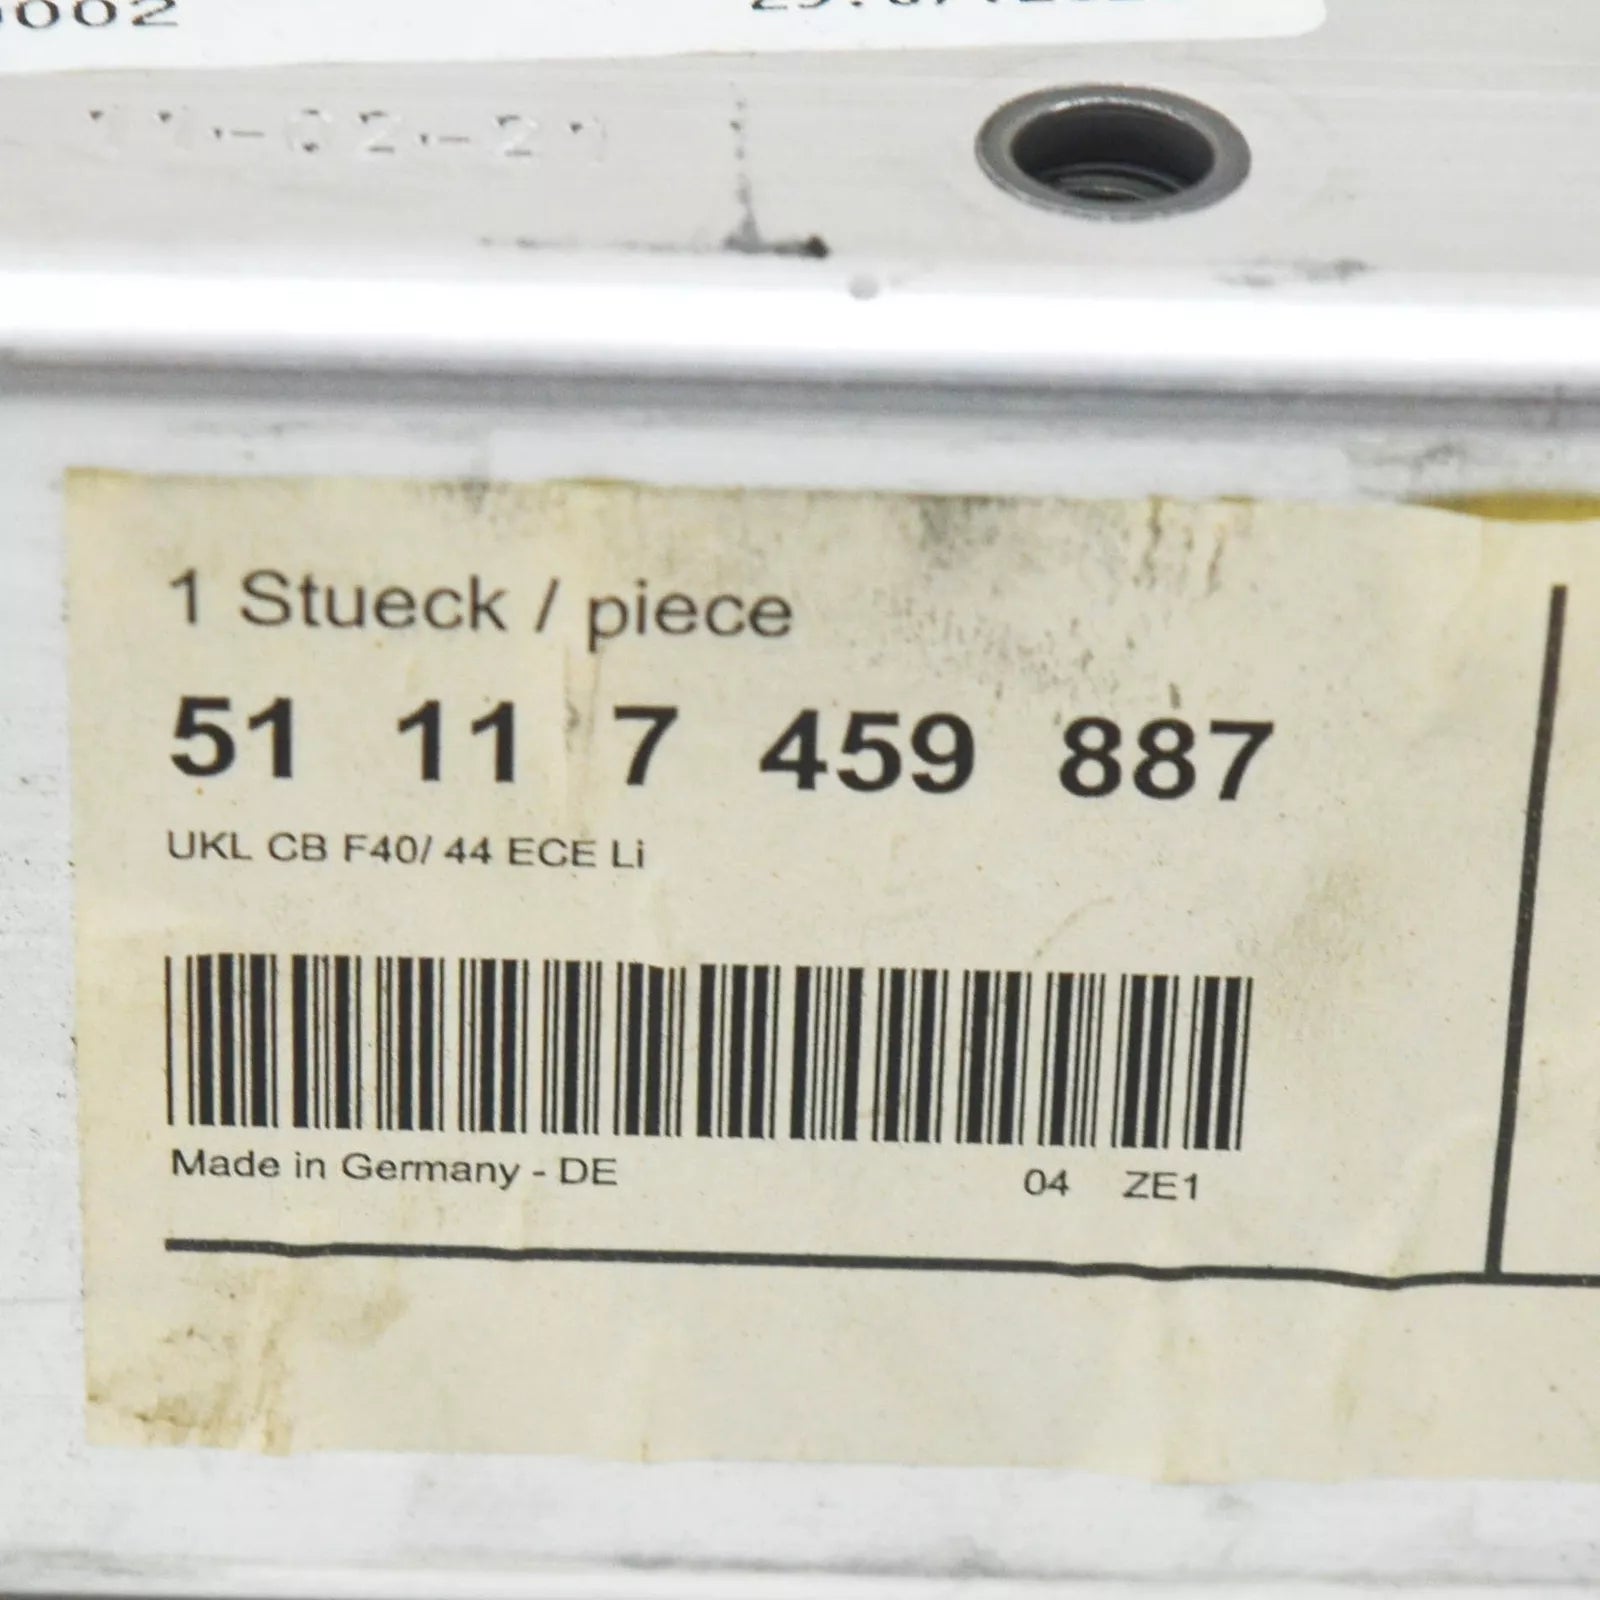 1 Stueck / piece
51 11 7 459 887
UKL CB F40/ 44 ECE Li
Made in Germany - DE
04 ZE1